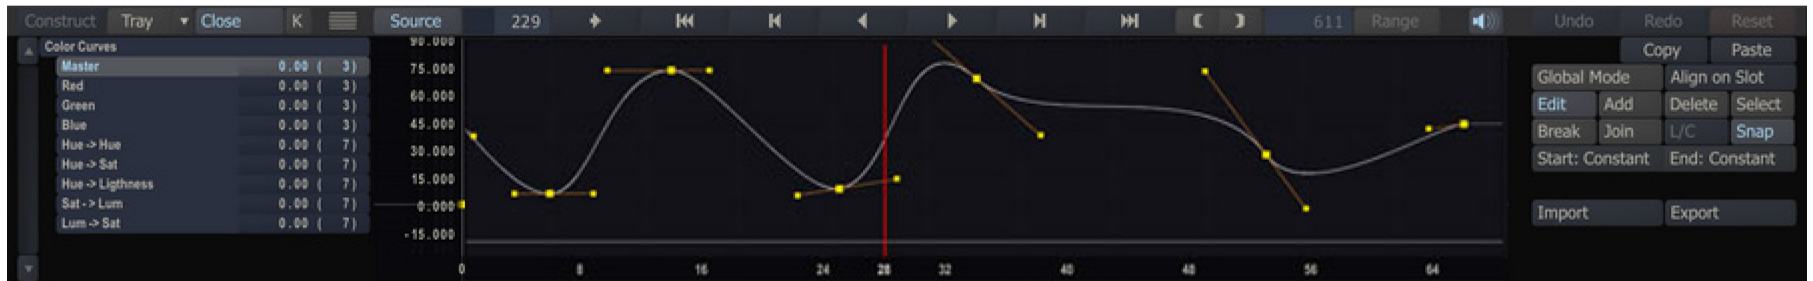 Construct Tray Close K Source 229 611 Range Undo Redo Reset
Color Curves
Master 0.00 ( 3)
Red 0.00 ( 3)
Green 0.00 ( 3)
Blue 0.00 ( 3)
Hue -> Hue 0.00 ( 7)
Hue -> Sat 0.00 ( 7)
Hue -> Ligthness 0.00 ( 7)
Sat -> Lum 0.00 ( 7)
Lum -> Sat 0.00 ( 7)
90.000
75.000
60.000
45.000
30.000
15.000
0.000
-15.000
0 8 16 24 28 32 40 48 56 64
Copy Paste
Global Mode Align on Slot
Edit Add Delete Select
Break Join L/C Snap
Start: Constant End: Constant
Import Export